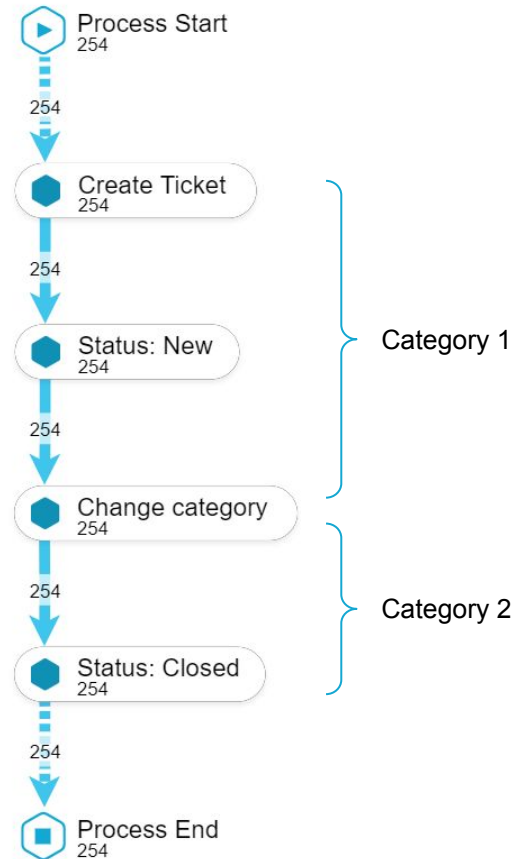 Process Start
254
254
Create Ticket
254
254
Status: New
254
Category 1
254
Change category
254
254
Category 2
Status: Closed
254
254
Process End
254